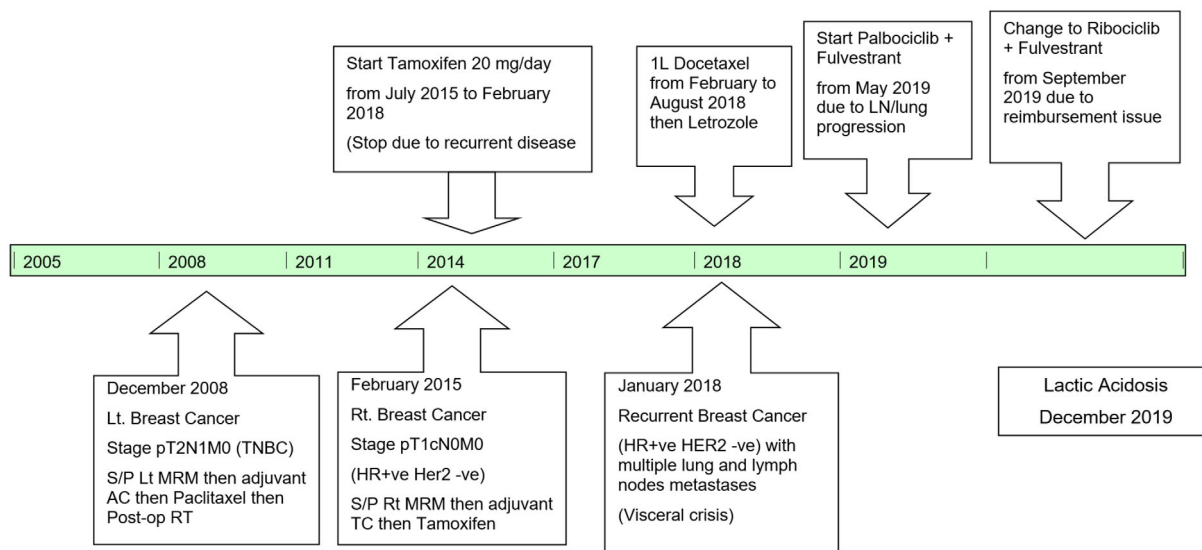 Start Tamoxifen 20 mg/day
from July 2015 to February
2018
(Stop due to recurrent disease
1L Docetaxel
from February to
August 2018
then Letrozole
Start Palbociclib +
Fulvestrant
from May 2019
due to LN/lung
progression
Change to Ribociclib
+ Fulvestrant
from September
2019 due to
reimbursement issue
2005
2008
2011
2014
2017
2018
2019
December 2008
Lt. Breast Cancer
Stage pT2N1M0 (TNBC)
S/P Lt MRM then adjuvant
AC then Paclitaxel then
Post-op RT
February 2015
Rt. Breast Cancer
Stage pT1cN0M0
(HR+ve Her2 -ve)
S/P Rt MRM then adjuvant
TC then Tamoxifen
January 2018
Recurrent Breast Cancer
(HR+ve HER2 -ve) with
multiple lung and lymph
nodes metastases
(Visceral crisis)
Lactic Acidosis
December 2019